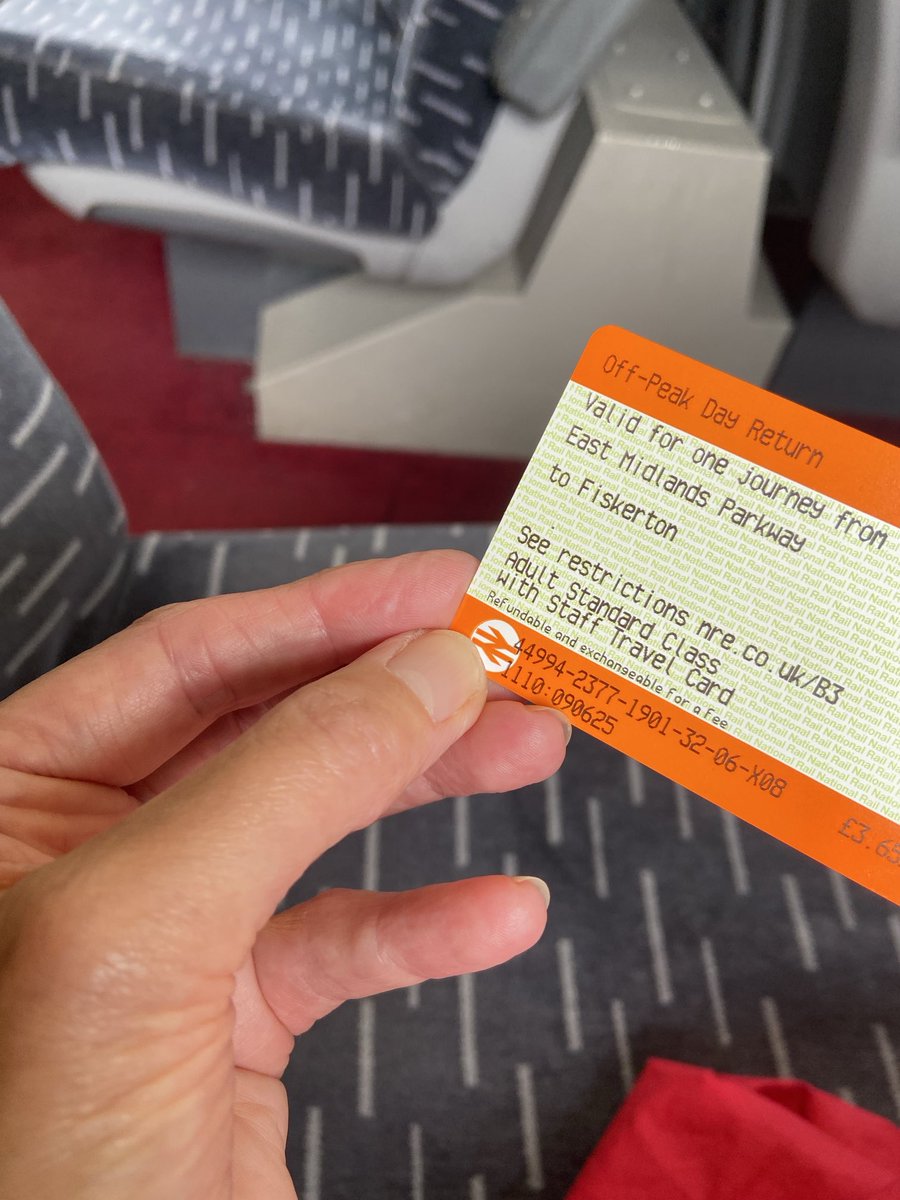 Off-Peak Day Return
Valid for one journey from
East Midlands Parkway
to Fiskerton
See restrictions nre.co.uk/B3
Adult Standard Class
with Staff Travel Card
Refundable and exchangeable for a fee
44994-2377-1901-32-06-X08
1110:090625
£3.65